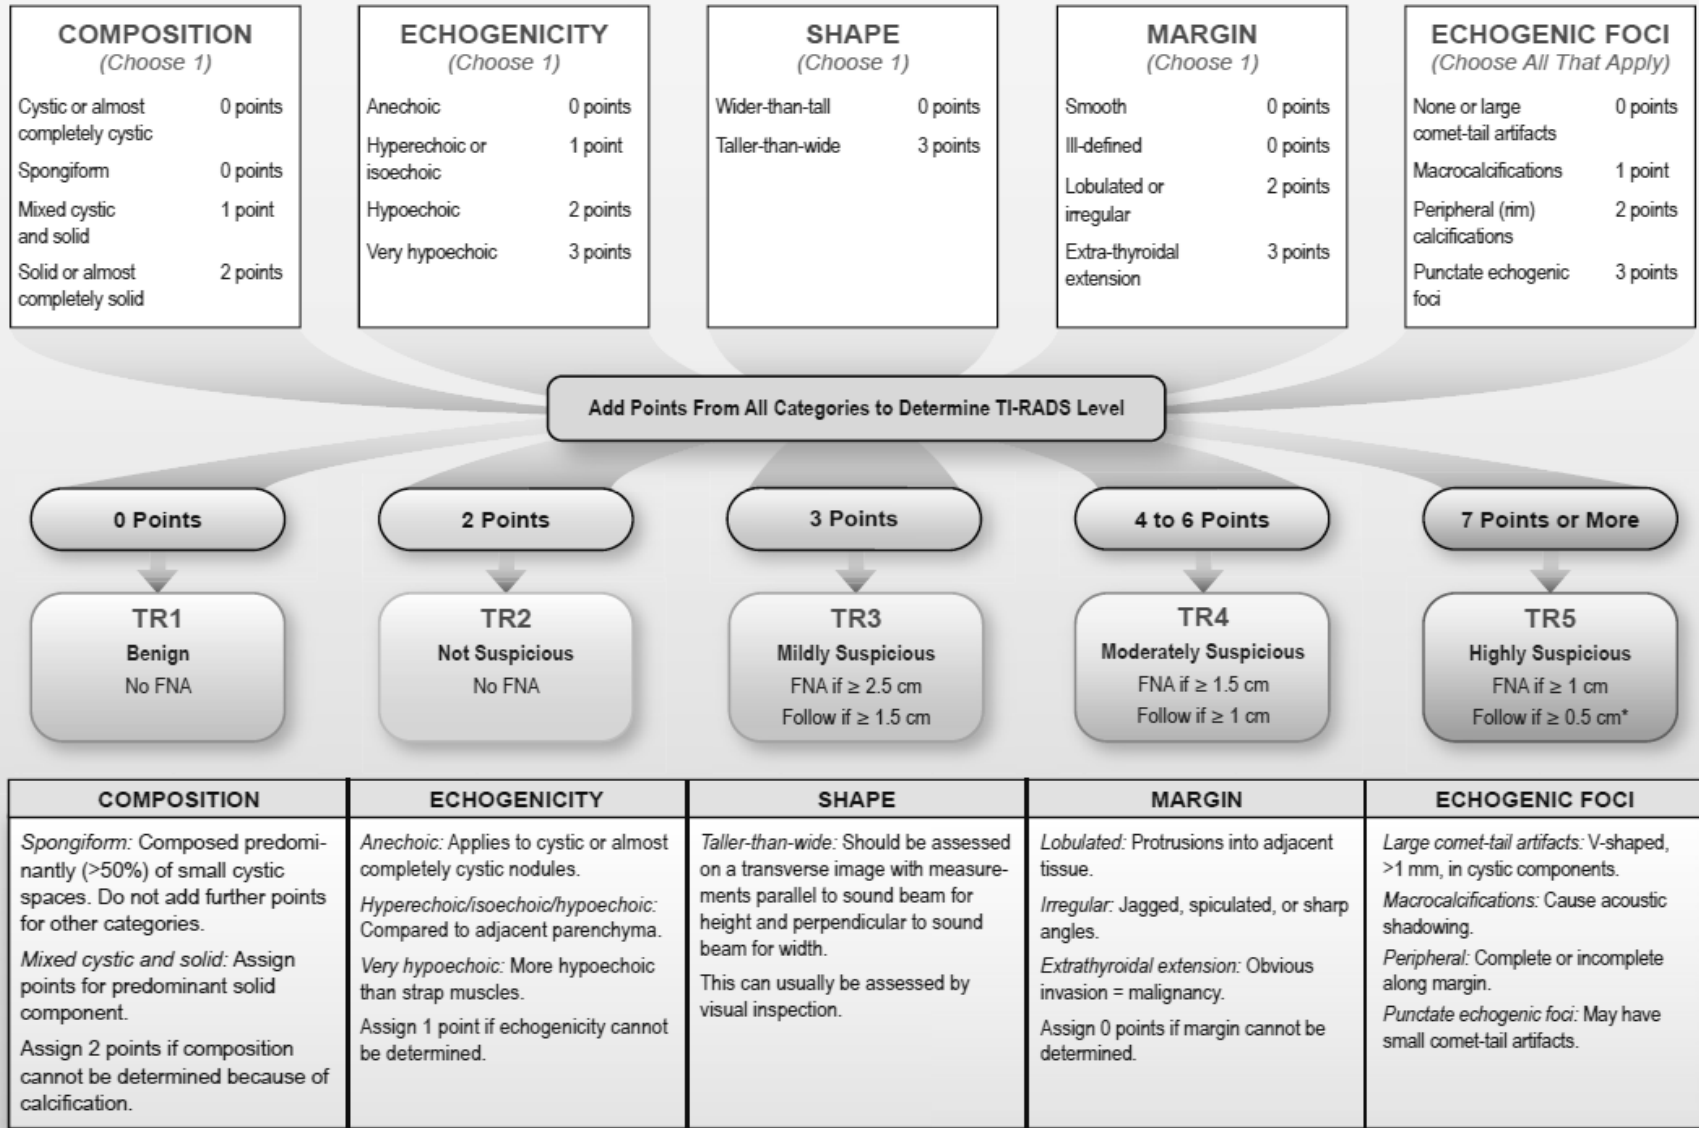 COMPOSITION
(Choose 1)
Cystic or almost 0 points
completely cystic
Spongiform 0 points
Mixed cystic 1 point
and solid
Solid or almost 2 points
completely solid
ECHOGENICITY
(Choose 1)
Anechoic 0 points
Hyperechoic or 1 point
isoechoic
Hypoechoic 2 points
Very hypoechoic 3 points
SHAPE
(Choose 1)
Wider-than-tall 0 points
Taller-than-wide 3 points
MARGIN
(Choose 1)
Smooth 0 points
Ill-defined 0 points
Lobulated or 2 points
irregular
Extra-thyroidal 3 points
extension
ECHOGENIC FOCI
(Choose All That Apply)
None or large 0 points
comet-tail artifacts
Macrocalcifications 1 point
Peripheral (rim) 2 points
calcifications
Punctate echogenic 3 points
foci
Add Points From All Categories to Determine TI-RADS Level
0 Points
2 Points
3 Points
4 to 6 Points
7 Points or More
TR1
Benign
No FNA
TR2
Not Suspicious
No FNA
TR3
Mildly Suspicious
FNA if ≥ 2.5 cm
Follow if ≥ 1.5 cm
TR4
Moderately Suspicious
FNA if ≥ 1.5 cm
Follow if ≥ 1 cm
TR5
Highly Suspicious
FNA if ≥ 1 cm
Follow if ≥ 0.5 cm*
COMPOSITION
Spongiform: Composed predomi-
nantly (>50%) of small cystic
spaces. Do not add further points
for other categories.
Mixed cystic and solid: Assign
points for predominant solid
component.
Assign 2 points if composition
cannot be determined because of
calcification.
ECHOGENICITY
Anechoic: Applies to cystic or almost
completely cystic nodules.
Hyperechoic/isoechoic/hypoechoic:
Compared to adjacent parenchyma.
Very hypoechoic: More hypoechoic
than strap muscles.
Assign 1 point if echogenicity cannot
be determined.
SHAPE
Taller-than-wide: Should be assessed
on a transverse image with measure-
ments parallel to sound beam for
height and perpendicular to sound
beam for width.
This can usually be assessed by
visual inspection.
MARGIN
Lobulated: Protrusions into adjacent
tissue.
Irregular: Jagged, spiculated, or sharp
angles.
Extrathyroidal extension: Obvious
invasion = malignancy.
Assign 0 points if margin cannot be
determined.
ECHOGENIC FOCI
Large comet-tail artifacts: V-shaped,
>1 mm, in cystic components.
Macrocalcifications: Cause acoustic
shadowing.
Peripheral: Complete or incomplete
along margin.
Punctate echogenic foci: May have
small comet-tail artifacts.